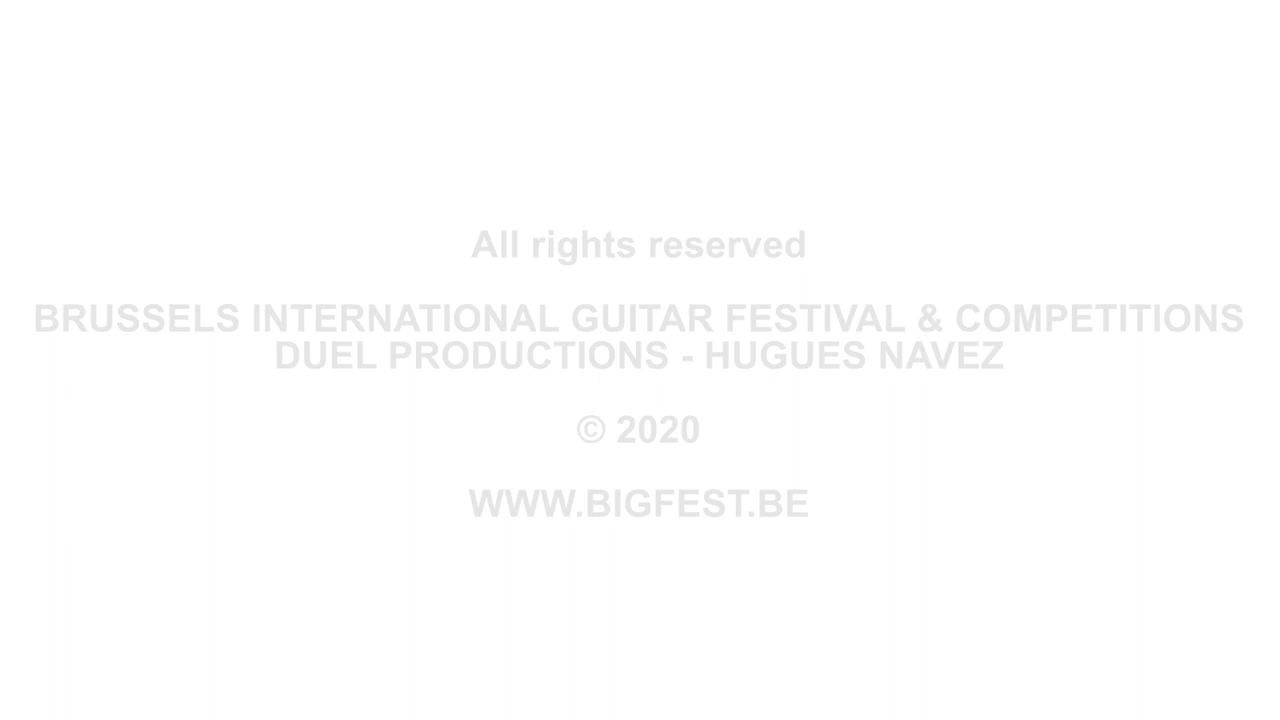 All rights reserved
BRUSSELS INTERNATIONAL GUITAR FESTIVAL & COMPETITIONS
DUEL PRODUCTIONS - HUGUES NAVEZ
© 2020
WWW.BIGFEST.BE